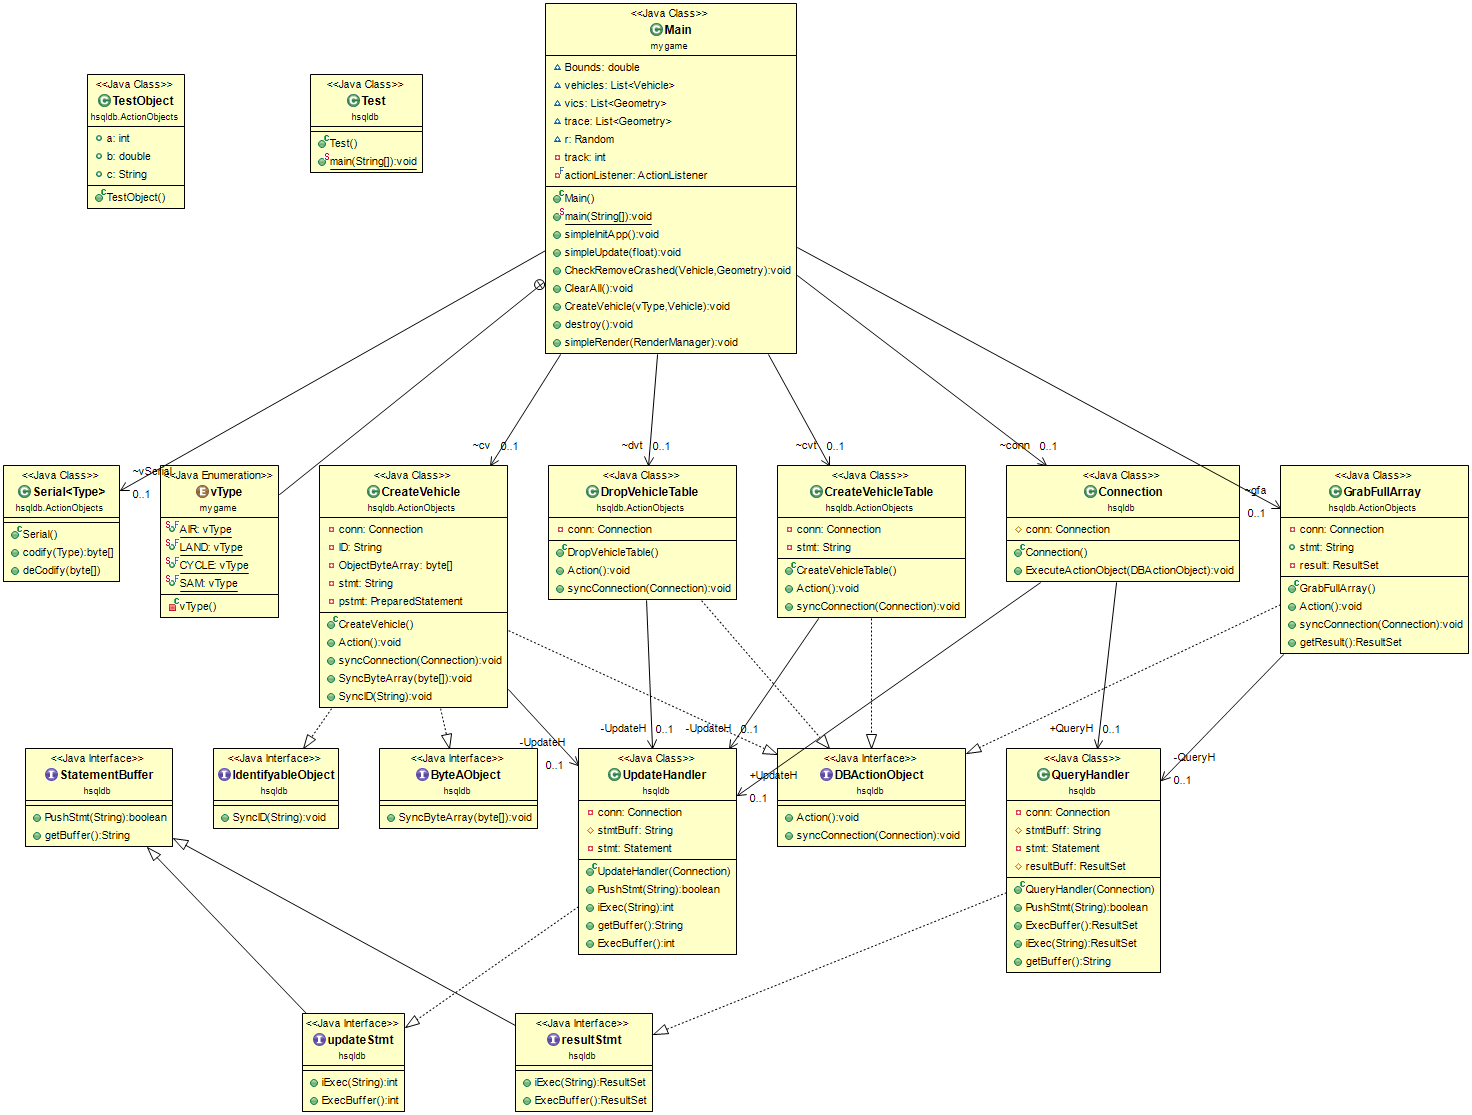 <<Java Class>>
Main
mygame
Bounds: double
vehicles: List<Vehicle>
vics: List<Geometry>
trace: List<Geometry>
r: Random
track: int
actionListener: ActionListener
Main()
main(String[]):void
simpleInitApp():void
simpleUpdate(float):void
CheckRemoveCrashed(Vehicle,Geometry):void
ClearAll():void
CreateVehicle(vType,Vehicle):void
destroy():void
simpleRender(RenderManager):void
<<Java Class>>
TestObject
hsqldb.ActionObjects
a: int
b: double
c: String
TestObject()
<<Java Class>>
Test
hsqldb
Test()
main(String[]):void
~vSerial
0..1
~cv 0..1
~dvt 0..1
~cvt 0..1
~conn 0..1
~gfa
0..1
<<Java Class>>
Serial<Type>
hsqldb.ActionObjects
Serial()
codify(Type):byte[]
deCodify(byte[])
<<Java Enumeration>>
vType
mygame
AIR: vType
LAND: vType
CYCLE: vType
SAM: vType
vType()
<<Java Class>>
CreateVehicle
hsqldb.ActionObjects
conn: Connection
ID: String
ObjectByteArray: byte[]
stmt: String
pstmt: PreparedStatement
CreateVehicle()
Action():void
syncConnection(Connection):void
SyncByteArray(byte[]):void
SyncID(String):void
<<Java Class>>
DropVehicleTable
hsqldb.ActionObjects
conn: Connection
DropVehicleTable()
Action():void
syncConnection(Connection):void
<<Java Class>>
CreateVehicleTable
hsqldb.ActionObjects
conn: Connection
stmt: String
CreateVehicleTable()
Action():void
syncConnection(Connection):void
<<Java Class>>
Connection
hsqldb
conn: Connection
Connection()
ExecuteActionObject(DBActionObject):void
<<Java Class>>
GrabFullArray
hsqldb.ActionObjects
conn: Connection
stmt: String
result: ResultSet
GrabFullArray()
Action():void
syncConnection(Connection):void
getResult():ResultSet
-UpdateH
0..1
-UpdateH 0..1
-UpdateH 0..1
+UpdateH
0..1
+QueryH 0..1
-QueryH
0..1
<<Java Interface>>
StatementBuffer
hsqldb
PushStmt(String):boolean
getBuffer():String
<<Java Interface>>
IdentifyableObject
hsqldb
SyncID(String):void
<<Java Interface>>
ByteAObject
hsqldb
SyncByteArray(byte[]):void
<<Java Class>>
UpdateHandler
hsqldb
conn: Connection
stmtBuff: String
stmt: Statement
UpdateHandler(Connection)
PushStmt(String):boolean
iExec(String):int
getBuffer():String
ExecBuffer():int
<<Java Interface>>
DBActionObject
hsqldb
Action():void
syncConnection(Connection):void
<<Java Class>>
QueryHandler
hsqldb
conn: Connection
stmtBuff: String
stmt: Statement
resultBuff: ResultSet
QueryHandler(Connection)
PushStmt(String):boolean
ExecBuffer():ResultSet
iExec(String):ResultSet
getBuffer():String
<<Java Interface>>
updateStmt
hsqldb
iExec(String):int
ExecBuffer():int
<<Java Interface>>
resultStmt
hsqldb
iExec(String):ResultSet
ExecBuffer():ResultSet